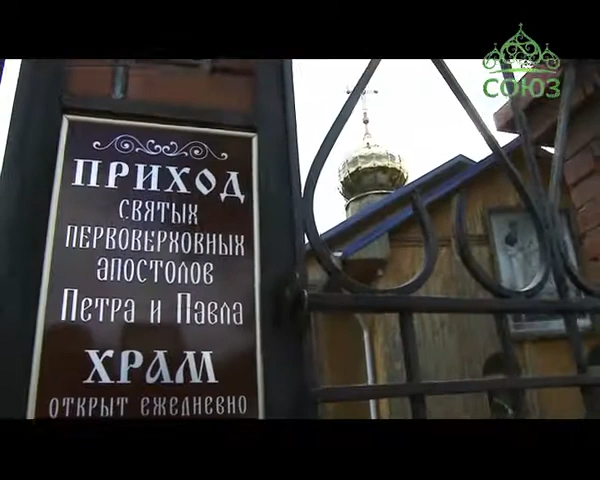 СОЮЗ
ПРИХОД
СВЯТЫХ
ПЕРВОВЕРХОВНЫХ
АПОСТОЛОВ
ПЕТРА И ПАВЛА
ХРАМ
ОТКРЫТ ЕЖЕДНЕВНО